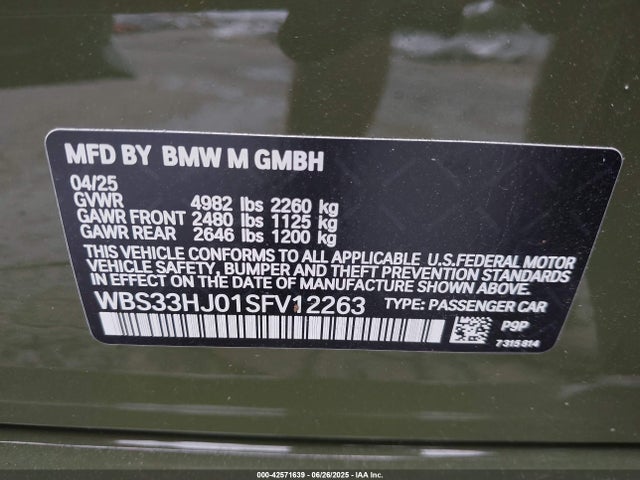 MFD BY BMW M GMBH
04/25
GVWR 4982 lbs 2260 kg
GAWR FRONT 2480 lbs 1125 kg
GAWR REAR 2646 lbs 1200 kg
THIS VEHICLE CONFORMS TO ALL APPLICABLE U.S.FEDERAL MOTOR
VEHICLE SAFETY, BUMPER AND THEFT PREVENTION STANDARDS
IN EFFECT ON THE DATE OF MANUFACTURE SHOWN ABOVE.
WBS33HJ01SFV12263 TYPE: PASSENGER CAR
P9P
7315814
000-42571639 - 06/26/2025 - IAA Inc.